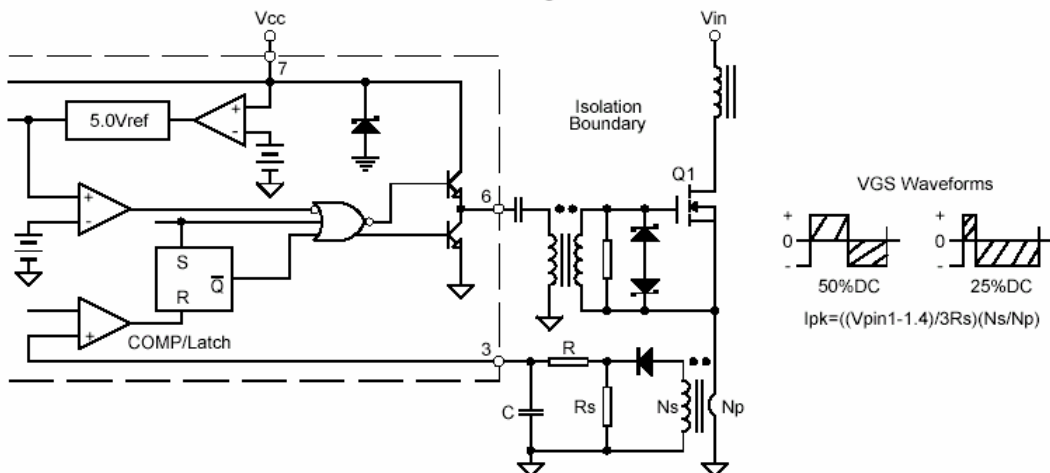 Vcc
Vin
7
5.0Vref
+
-
Isolation
Boundary
Q1
6
VGS Waveforms
+
-
+
0
-
+
0
-
50%DC
25%DC
S
R
Q
Ipk=((Vpin1-1.4)/3Rs)(Ns/Np)
+
COMP/Latch
3
R
C
Rs
Ns
Np